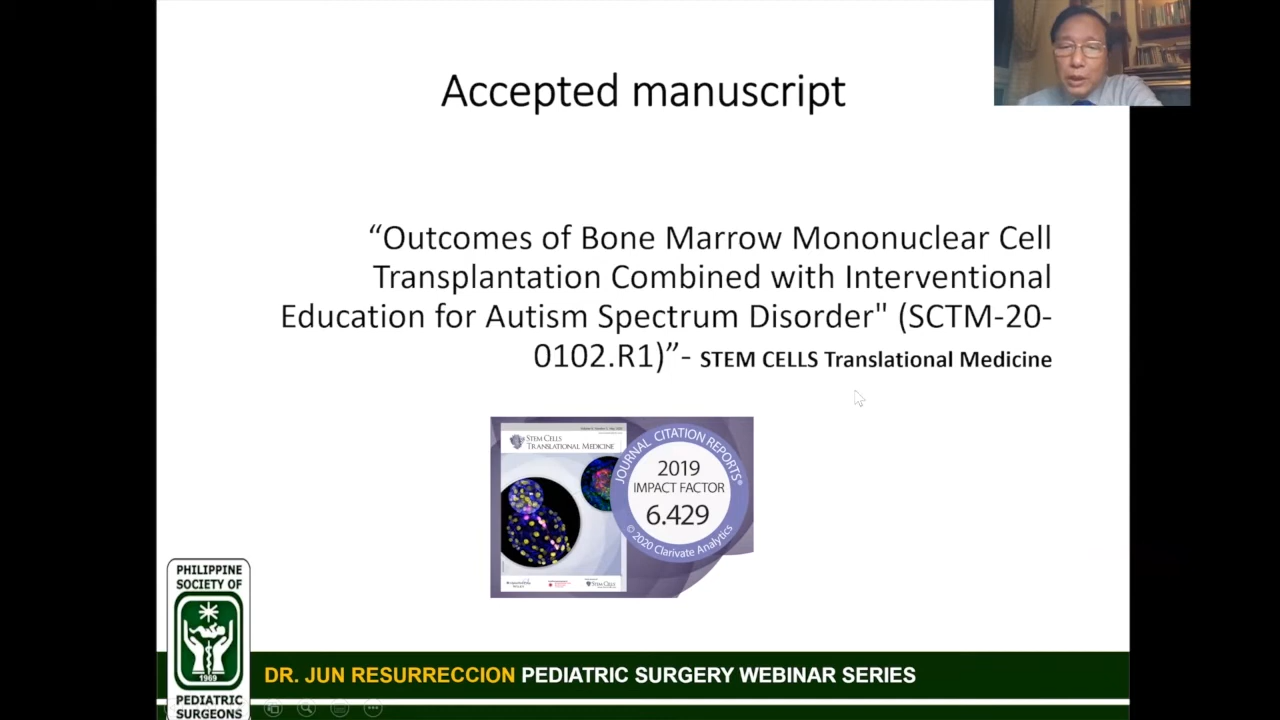 Accepted manuscript
“Outcomes of Bone Marrow Mononuclear Cell
Transplantation Combined with Interventional
Education for Autism Spectrum Disorder" (SCTM-20-
0102.R1)”- STEM CELLS Translational Medicine
STEM CELLS
TRANSLATIONAL MEDICINE
JOURNAL CITATION REPORTS®
2019
IMPACT FACTOR
6.429
© 2020 Clarivate Analytics
PHILIPPINE
SOCIETY OF
1969
PEDIATRIC
SURGEONS
DR. JUN RESURRECCION PEDIATRIC SURGERY WEBINAR SERIES